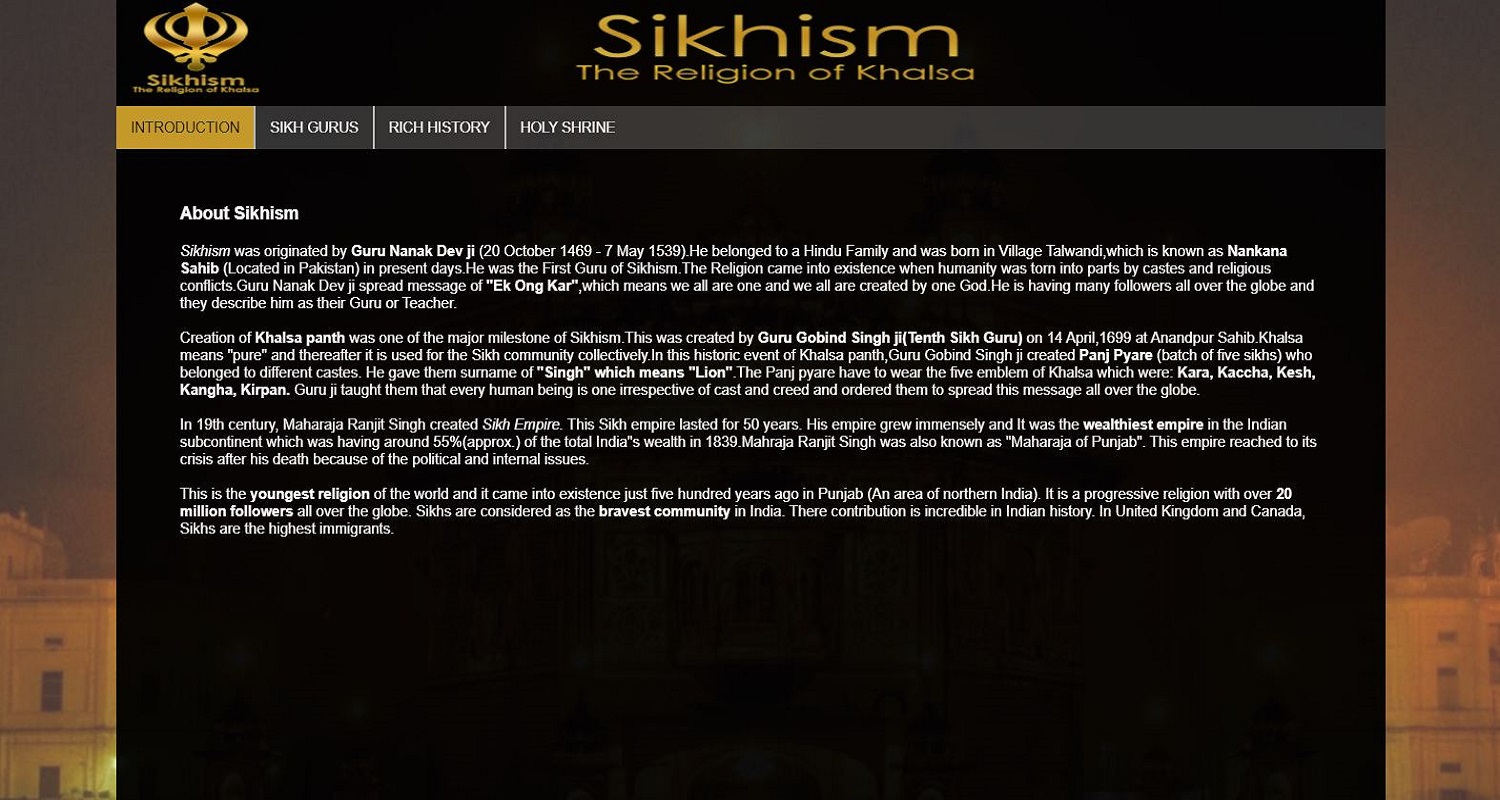 Sikhism
The Religion of Khalsa
Sikhism
The Religion of Khalsa
INTRODUCTION
SIKH GURUS
RICH HISTORY
HOLY SHRINE
About Sikhism
Sikhism was originated by Guru Nanak Dev ji (20 October 1469 - 7 May 1539).He belonged to a Hindu Family and was born in Village Talwandi,which is known as Nankana
Sahib (Located in Pakistan) in present days.He was the First Guru of Sikhism.The Religion came into existence when humanity was torn into parts by castes and religious
conflicts.Guru Nanak Dev ji spread message of "Ek Ong Kar",which means we all are one and we all are created by one God.He is having many followers all over the globe and
they describe him as their Guru or Teacher.
Creation of Khalsa panth was one of the major milestone of Sikhism.This was created by Guru Gobind Singh ji(Tenth Sikh Guru) on 14 April,1699 at Anandpur Sahib.Khalsa
means "pure" and thereafter it is used for the Sikh community collectively.In this historic event of Khalsa panth,Guru Gobind Singh ji created Panj Pyare (batch of five sikhs) who
belonged to different castes. He gave them surname of "Singh" which means "Lion".The Panj pyare have to wear the five emblem of Khalsa which were: Kara, Kaccha, Kesh,
Kangha, Kirpan. Guru ji taught them that every human being is one irrespective of cast and creed and ordered them to spread this message all over the globe.
In 19th century, Maharaja Ranjit Singh created Sikh Empire. This Sikh empire lasted for 50 years. His empire grew immensely and It was the wealthiest empire in the Indian
subcontinent which was having around 55%(approx.) of the total India"s wealth in 1839.Mahraja Ranjit Singh was also known as "Maharaja of Punjab". This empire reached to its
crisis after his death because of the political and internal issues.
This is the youngest religion of the world and it came into existence just five hundred years ago in Punjab (An area of northern India). It is a progressive religion with over 20
million followers all over the globe. Sikhs are considered as the bravest community in India. There contribution is incredible in Indian history. In United Kingdom and Canada,
Sikhs are the highest immigrants.